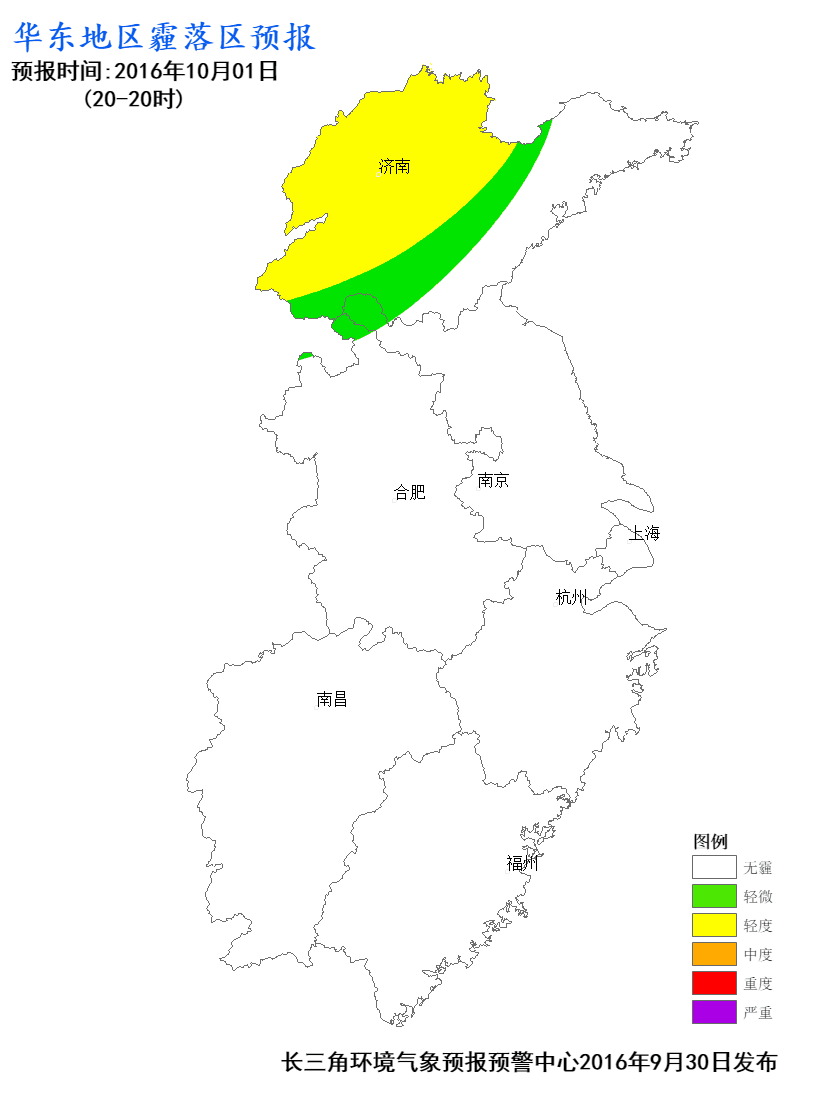 华东地区霾落区预报
预报时间:2016年10月01日
(20-20时)
济南
南京
合肥
上海
杭州
南昌
福州
图例
无霾
轻微
轻度
中度
重度
严重
长三角环境气象预报预警中心2016年9月30日发布